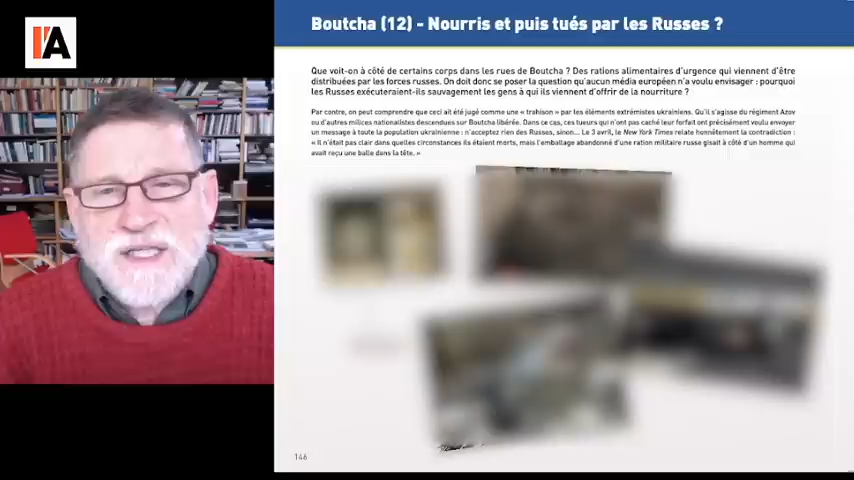 I'A
Boutcha (12) - Nourris et puis tués par les Russes ?
Que voit-on à côté de certains corps dans les rues de Boutcha ? Des rations alimentaires d'urgence qui viennent d'être
distribuées par les forces russes. On doit donc se poser la question qu'aucun média européen n'a voulu envisager : pourquoi
les Russes exécuteraient-ils sauvagement les gens à qui ils viennent d'offrir de la nourriture ?
Par contre, on peut comprendre que ceci ait été jugé comme une « trahison » par les éléments extrémistes ukrainiens. Qu'il s'agisse du régiment Azov
ou d'autres milices nationalistes descendues sur Boutcha libérée. Dans ce cas, ces tueurs qui n'ont pas caché leur forfait ont précisément voulu envoyer
un message à toute la population ukrainienne : n'acceptez rien des Russes, sinon... Le 3 avril, le New York Times relate honnêtement la contradiction :
« Il n'était pas clair dans quelles circonstances ils étaient morts, mais l'emballage abandonné d'une ration militaire russe gisait à côté d'un homme qui
avait reçu une balle dans la tête. »
146